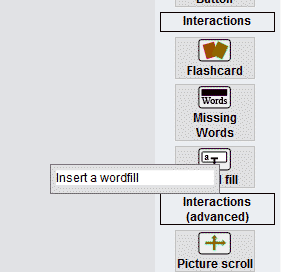 Button
Interactions
Flashcard
Words
Missing
Words
a
Insert a wordfill
fill
Interactions
(advanced)
Picture scroll